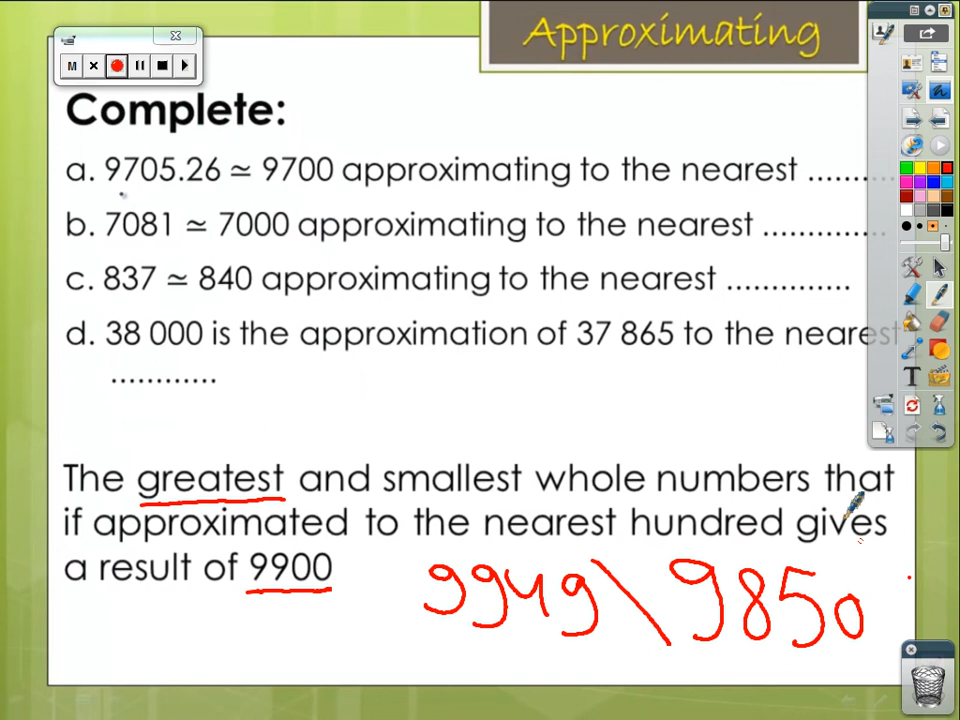 Approximating
M
Complete:
a. 9705.26 ≃ 9700 approximating to the nearest ..........
b. 7081 ≃ 7000 approximating to the nearest ..............
c. 837 ≃ 840 approximating to the nearest ..............
d. 38 000 is the approximation of 37 865 to the nearest
............
The greatest and smallest whole numbers that
if approximated to the nearest hundred gives
a result of 9900
9949 \ 9850
T